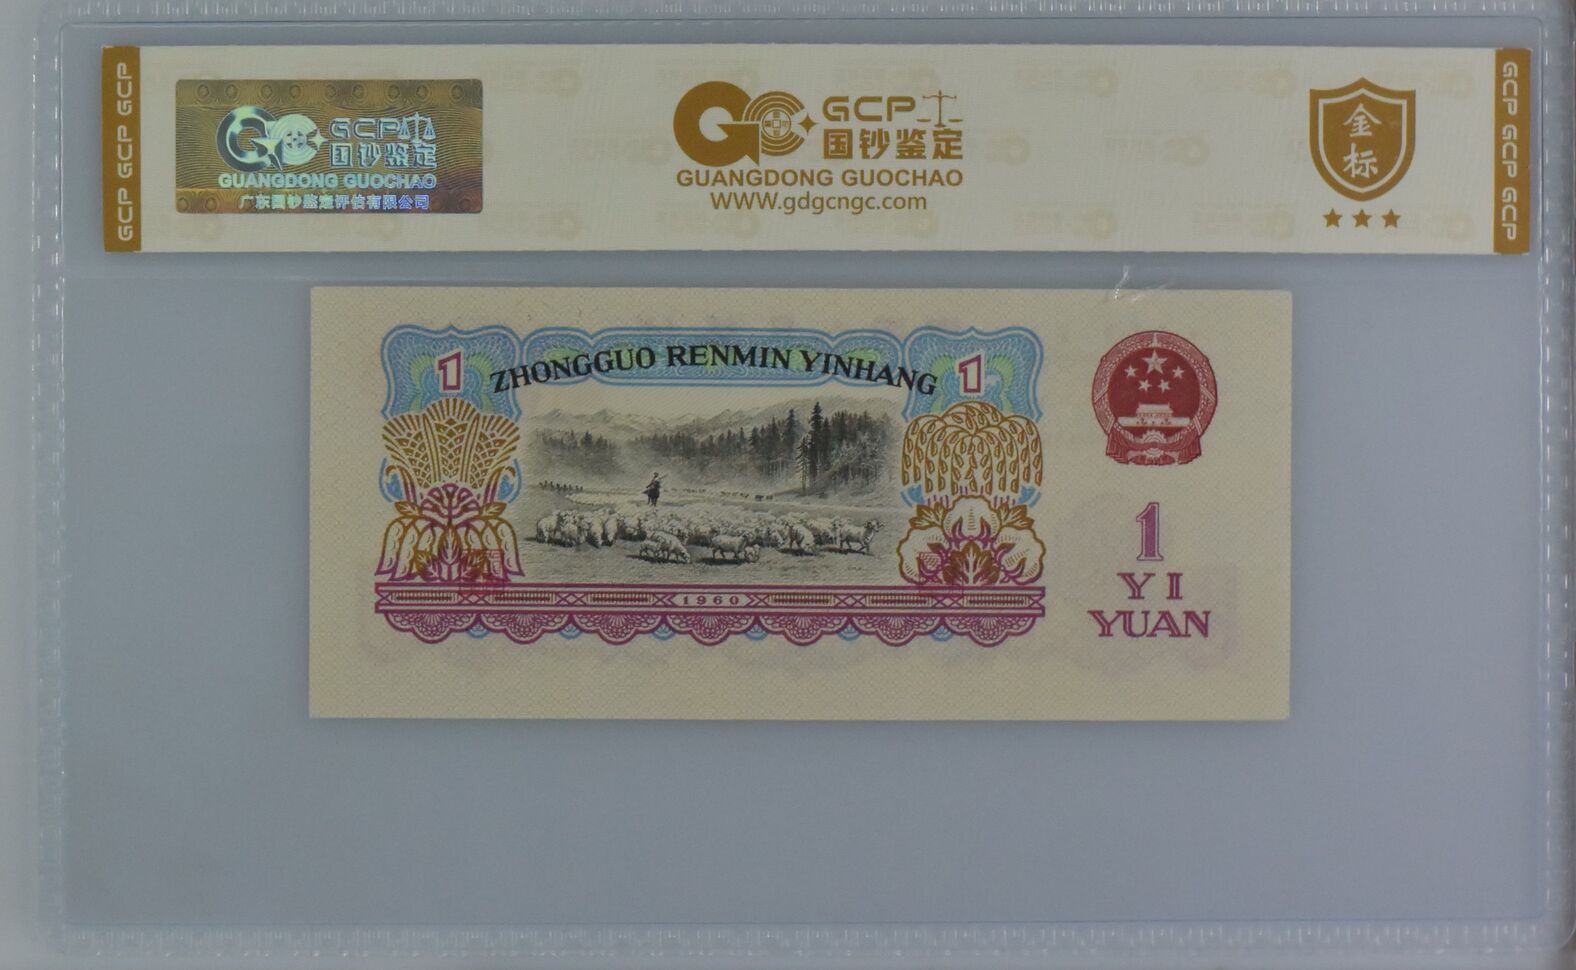 GCP GCP GCP
GCP
国钞鉴定
GUANGDONG GUOCHAO
广东国钞鉴定评估有限公司
GCP
国钞鉴定
GUANGDONG GUOCHAO
WWW.gdgcngc.com
金标
GCP GCP GCP
1
ZHONGGUO RENMIN YINHANG
1
1960
1
YI
YUAN